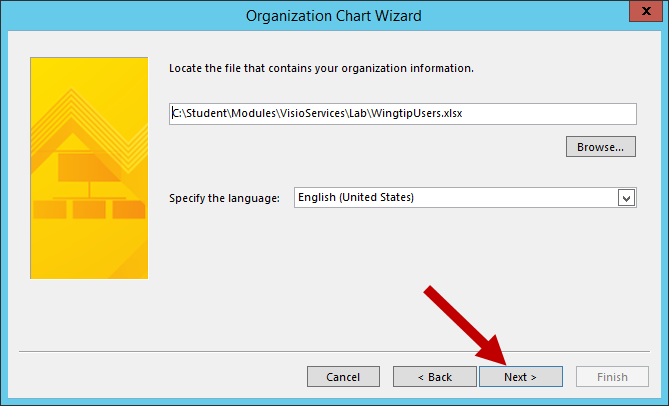 Organization Chart Wizard
x
Locate the file that contains your organization information.
C:\Student\Modules\VisioServices\Lab\WingtipUsers.xlsx
Browse...
Specify the language: English (United States)
Cancel < Back Next > Finish